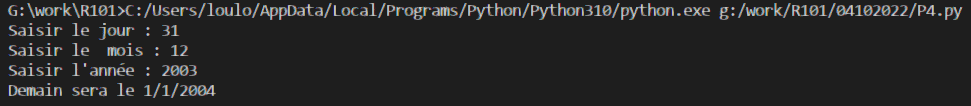 G:\work\R101>C:/Users/loulo/AppData/Local/Programs/Python/Python310/python.exe g:/work/R101/04102022/P4.py
Saisir le jour : 31
Saisir le  mois : 12
Saisir l'année : 2003
Demain sera le 1/1/2004